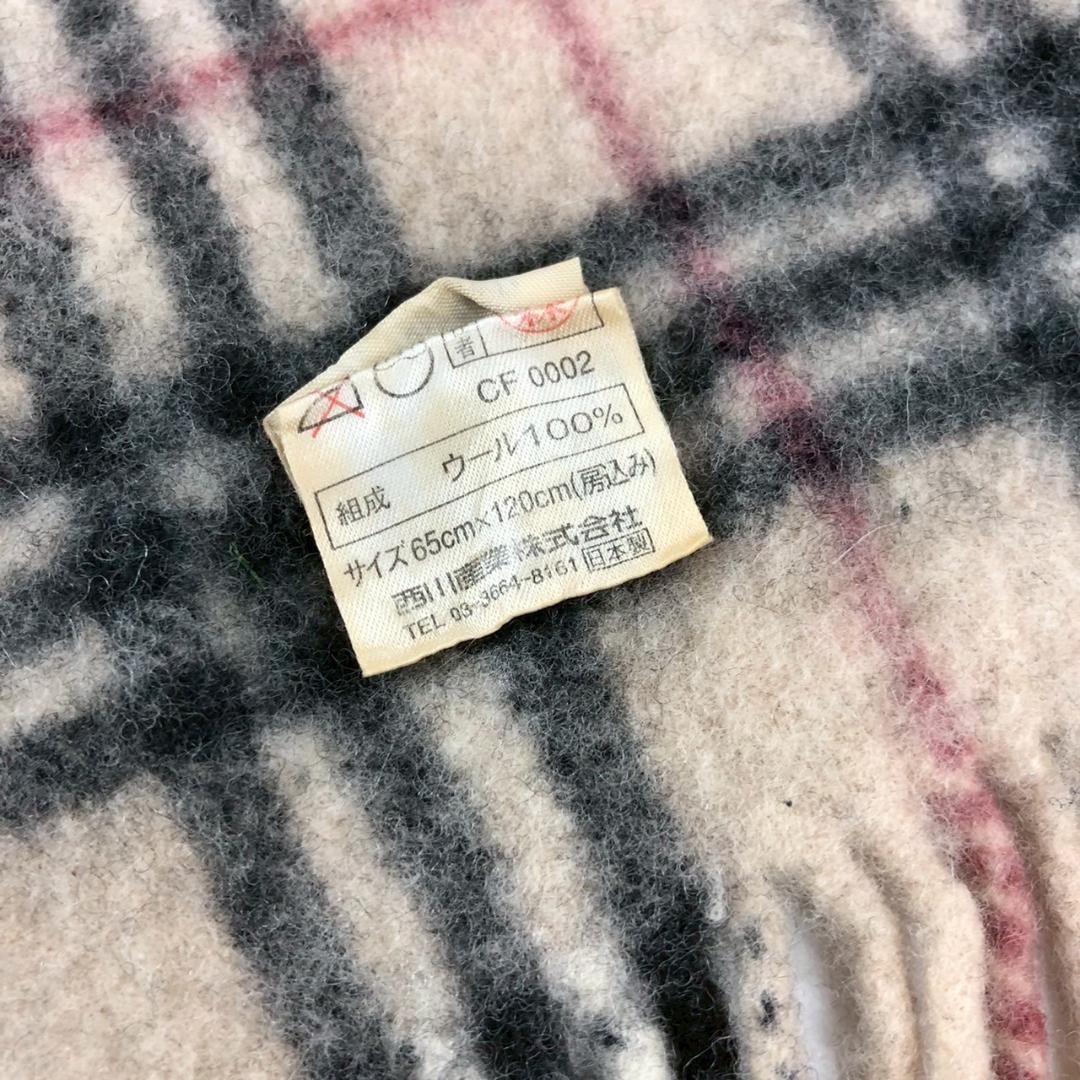 者
CF 0002
組成 ウール100%
サイズ65cm×120cm(房込み)
西川産業株式会社
TEL 03-3664-8161 日本製